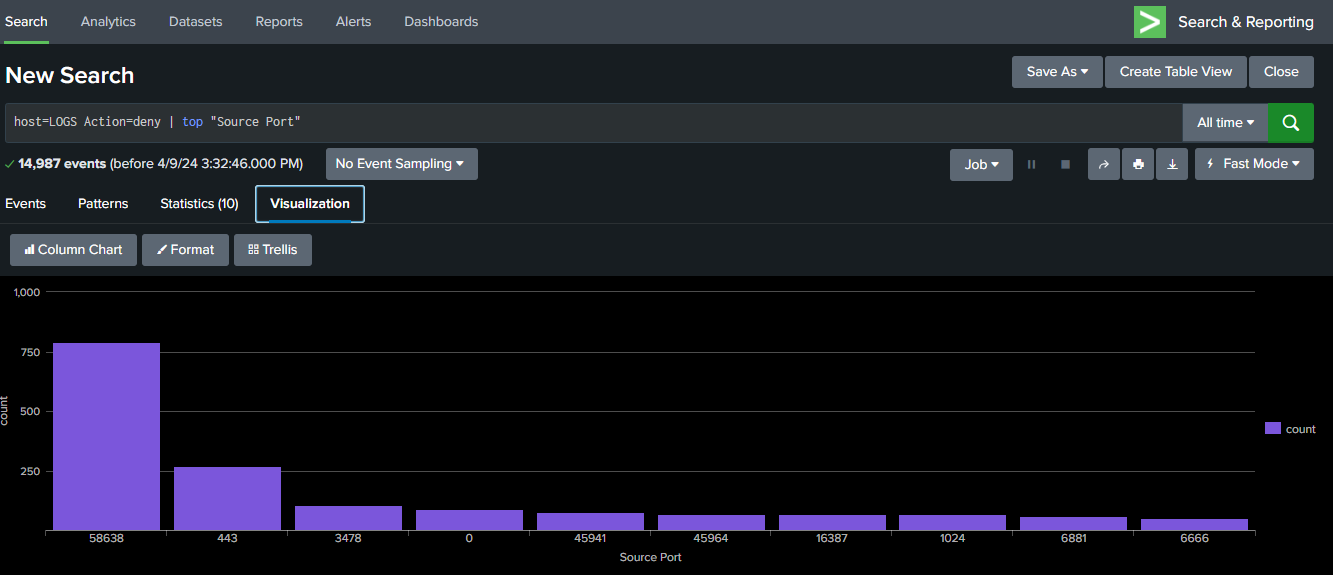 Search Analytics Datasets Reports Alerts Dashboards Search & Reporting
New Search Save As Create Table View Close
host=LOGS Action=deny | top "Source Port" All time
14,987 events (before 4/9/24 3:32:46.000 PM) No Event Sampling Job Fast Mode
Events Patterns Statistics (10) Visualization
Column Chart Format Trellis
1,000
750
500
250
count
count
58638 443 3478 0 45941 45964 16387 1024 6881 6666
Source Port